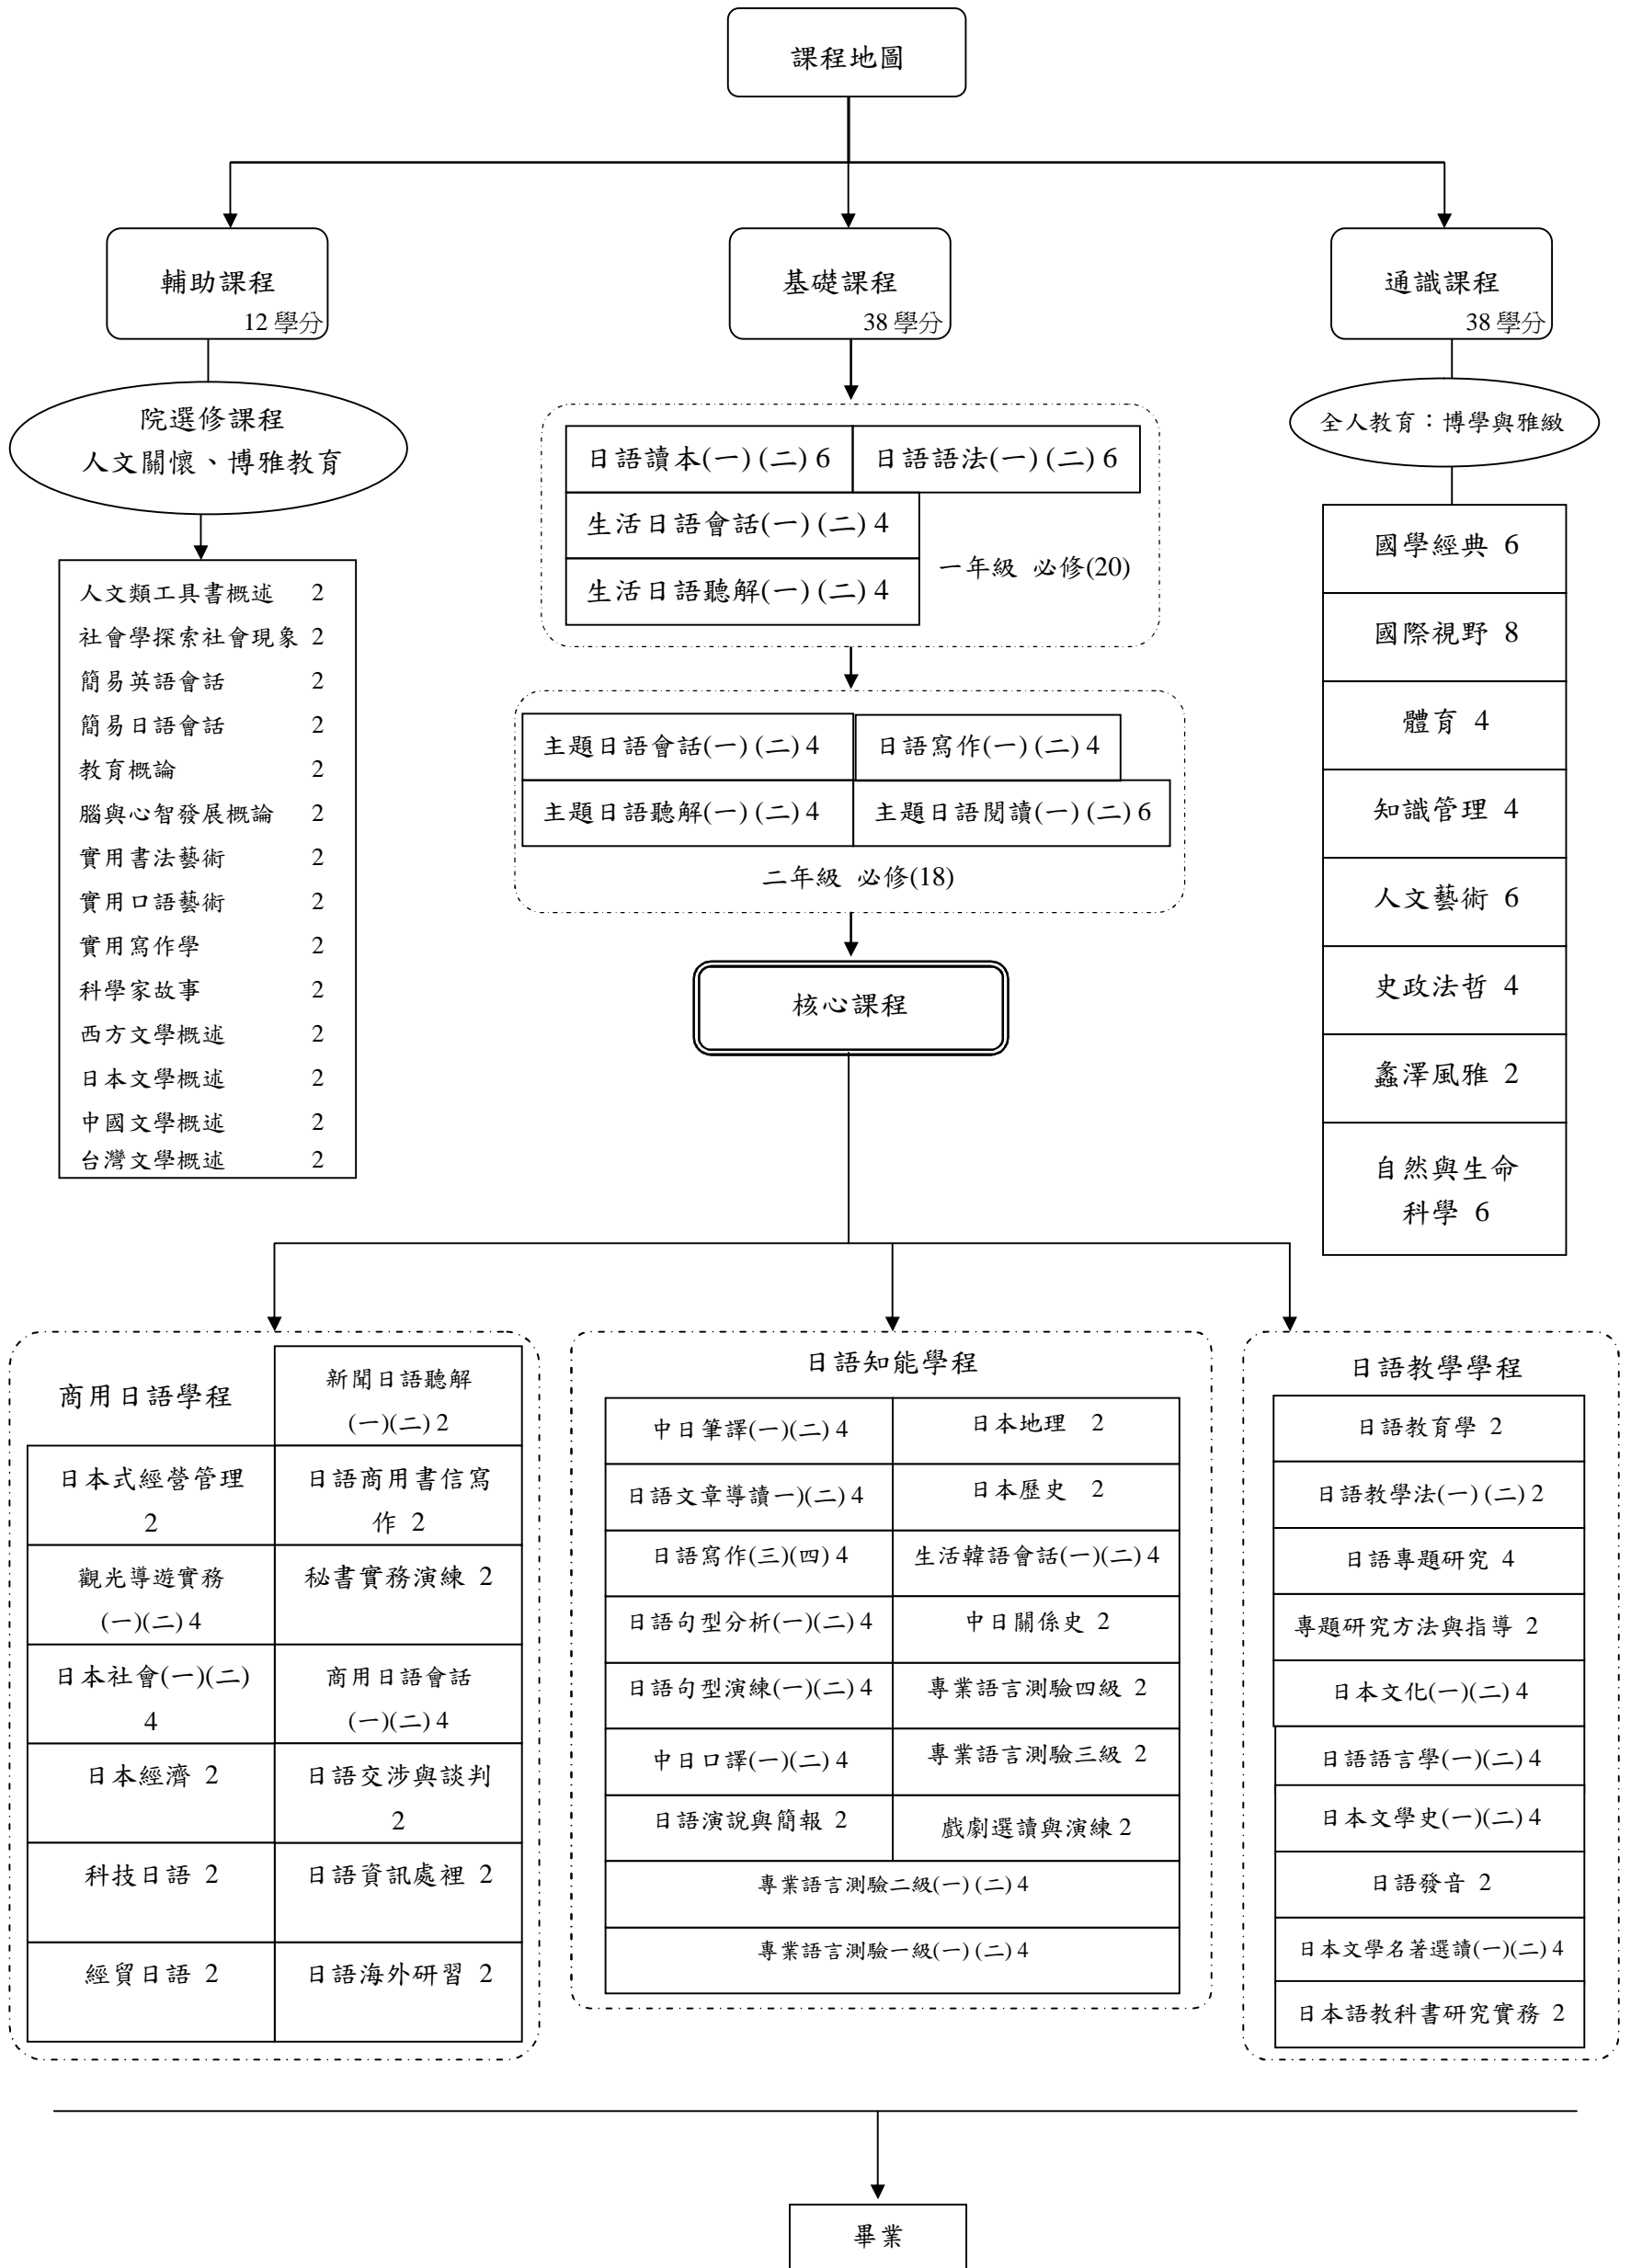 課程地圖
輔助課程
12 學分
院選修課程
人文關懷、博雅教育
人文類工具書概述 2
社會學探索社會現象 2
簡易英語會話 2
簡易日語會話 2
教育概論 2
腦與心智發展概論 2
實用書法藝術 2
實用口語藝術 2
實用寫作學 2
科學家故事 2
西方文學概述 2
日本文學概述 2
中國文學概述 2
台灣文學概述 2
基礎課程
38 學分
日語讀本(一)(二) 6
日語語法(一)(二) 6
生活日語會話(一)(二) 4
生活日語聽解(一)(二) 4
一年級 必修(20)
主題日語會話(一)(二) 4
日語寫作(一)(二) 4
主題日語聽解(一)(二) 4
主題日語閱讀(一)(二) 6
二年級 必修(18)
核心課程
通識課程
38 學分
全人教育：博學與雅緻
國學經典 6
國際視野 8
體育 4
知識管理 4
人文藝術 6
史政法哲 4
蠡澤風雅 2
自然與生命
科學 6
商用日語學程
新聞日語聽解
(一)(二) 2
日本式經營管理
2
日語商用書信寫
作 2
觀光導遊實務
(一)(二) 4
秘書實務演練 2
日本社會(一)(二)
4
商用日語會話
(一)(二) 4
日本經濟 2
日語交涉與談判
2
科技日語 2
日語資訊處裡 2
經貿日語 2
日語海外研習 2
日語知能學程
中日筆譯(一)(二) 4
日本地理 2
日語文章導讀一)(二) 4
日本歷史 2
日語寫作(三)(四) 4
生活韓語會話(一)(二) 4
日語句型分析(一)(二) 4
中日關係史 2
日語句型演練(一)(二) 4
專業語言測驗四級 2
中日口譯(一)(二) 4
專業語言測驗三級 2
日語演說與簡報 2
戲劇選讀與演練 2
專業語言測驗二級(一)(二) 4
專業語言測驗一級(一)(二) 4
日語教學學程
日語教育學 2
日語教學法(一)(二) 2
日語專題研究 4
專題研究方法與指導 2
日本文化(一)(二) 4
日語語言學(一)(二) 4
日本文學史(一)(二) 4
日語發音 2
日本文學名著選讀(一)(二) 4
日本語教科書研究實務 2
畢業